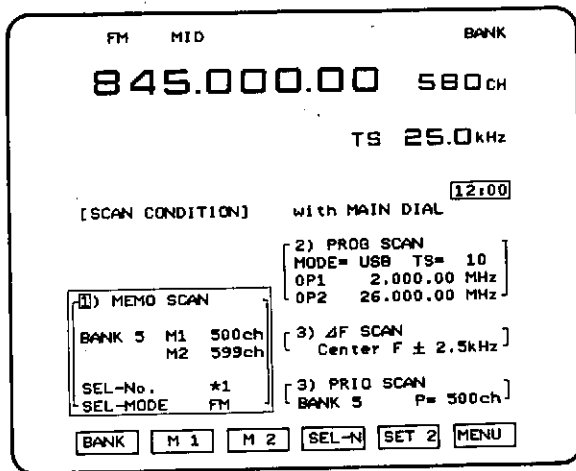 FM MID BANK
845.000.00 580CH
TS 25.0kHz
12:00
[SCAN CONDITION] with MAIN DIAL
2) PROG SCAN
MODE= USB TS= 10
OP1 2.000.00 MHz
OP2 26.000.00 MHz
1) MEMO SCAN
BANK 5 M1 500ch
M2 599ch
SEL-No. *1
SEL-MODE FM
3) ⊿F SCAN
Center F ± 2.5kHz
3) PRIO SCAN
BANK 5 P= 500ch
BANK M 1 M 2 SEL-N SET 2 MENU